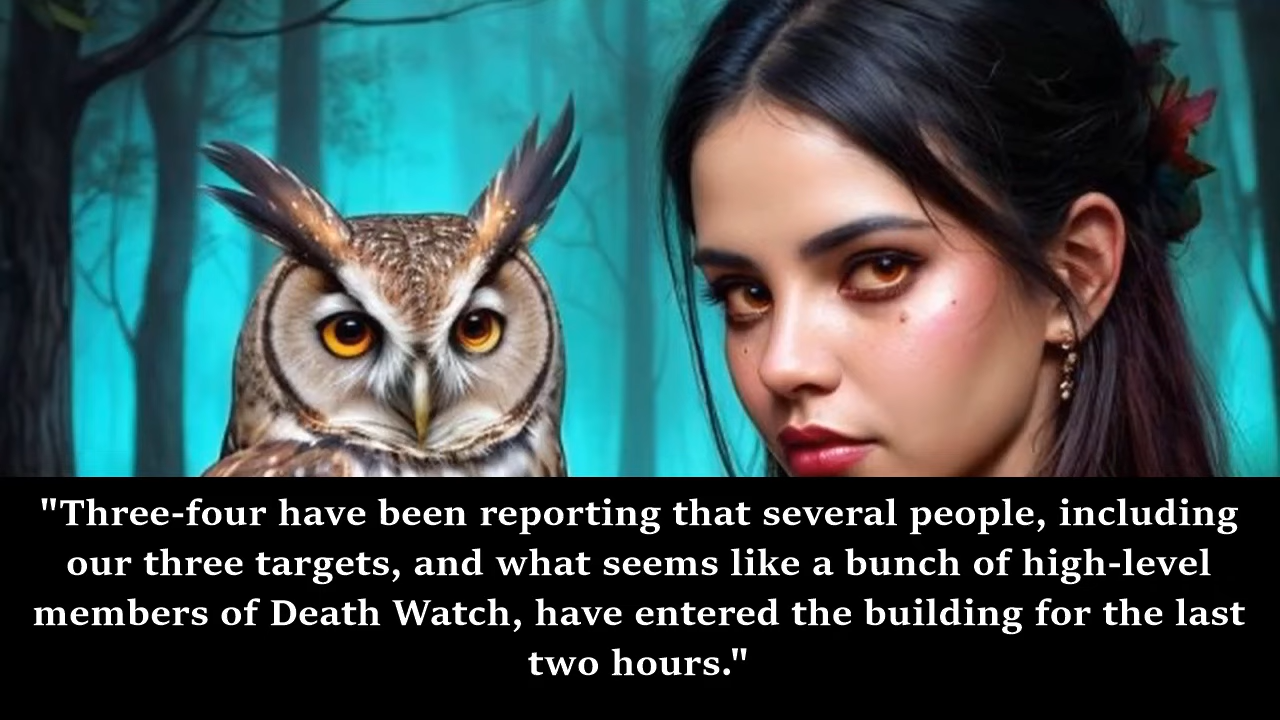 "Three-four have been reporting that several people, including
our three targets, and what seems like a bunch of high-level
members of Death Watch, have entered the building for the last
two hours."